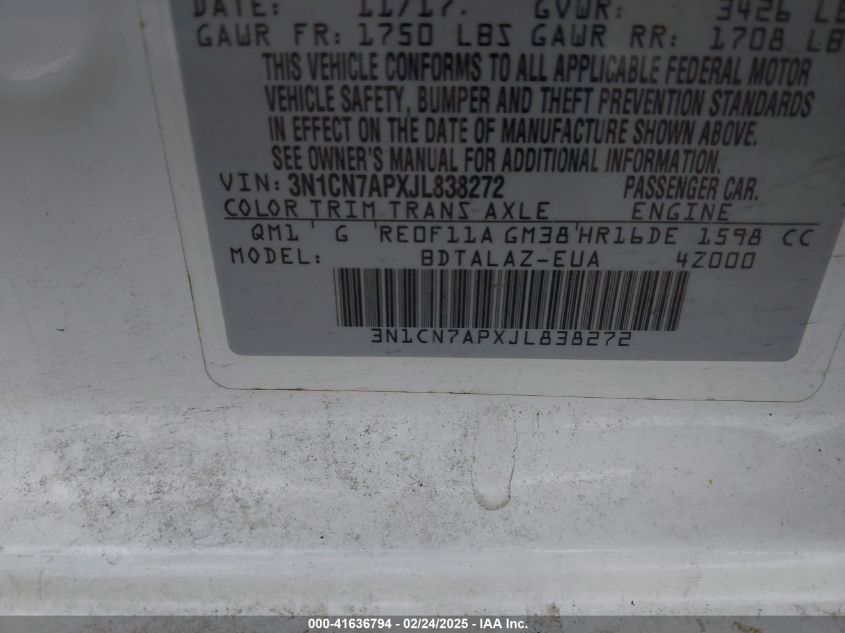 DATE: 11/17. GVWR: 3426 LB
GAWR FR: 1750 LBS GAWR RR: 1708 LB
THIS VEHICLE CONFORMS TO ALL APPLICABLE FEDERAL MOTOR
VEHICLE SAFETY, BUMPER AND THEFT PREVENTION STANDARDS
IN EFFECT ON THE DATE OF MANUFACTURE SHOWN ABOVE.
SEE OWNER'S MANUAL FOR ADDITIONAL INFORMATION.
VIN: 3N1CN7APXJL838272 PASSENGER CAR.
COLOR TRIM TRANS AXLE ENGINE
QM1 ' G 'RE0F11A GM38'HR16DE 1598 CC
MODEL: BDTALAZ-EUA 4Z000
3N1CN7APXJL838272
000-41636794 - 02/24/2025 - IAA Inc.